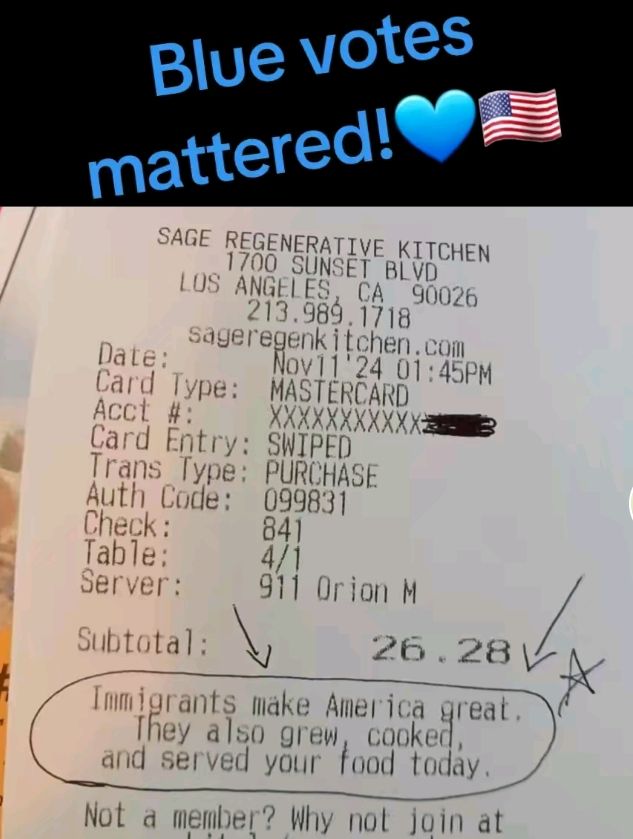 Blue votes
mattered!💙🇺🇸
SAGE REGENERATIVE KITCHEN
1700 SUNSET BLVD
LOS ANGELES, CA 90026
213.989.1718
sageregenkitchen.com
Date: Nov11'24 01:45PM
Card Type: MASTERCARD
Acct #: XXXXXXXXXXX
Card Entry: SWIPED
Trans Type: PURCHASE
Auth Code: 099831
Check: 841
Table: 4/1
Server: 911 Orion M
Subtotal: 26.28
Immigrants make America great.
They also grew, cooked,
and served your food today.
Not a member? Why not join at